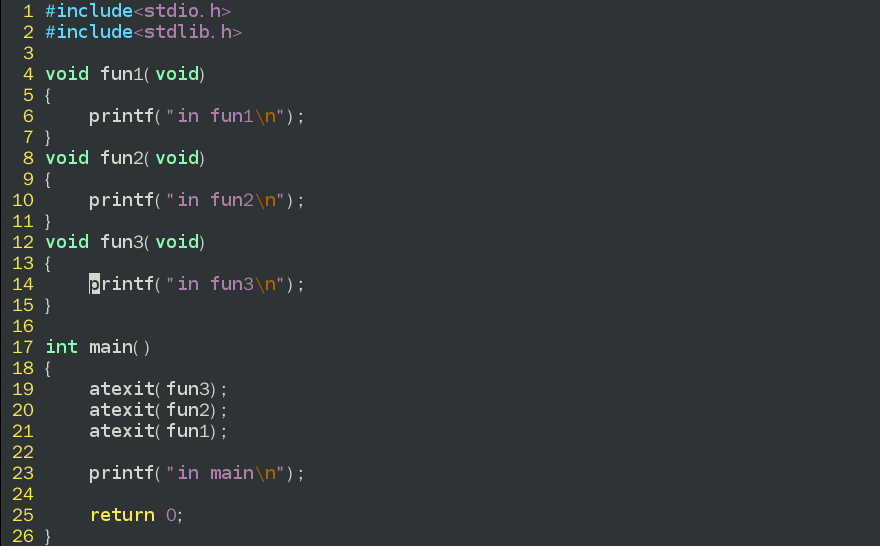 1 #include<stdio.h>
2 #include<stdlib.h>
3
4 void fun1(void)
5 {
6     printf("in fun1\n");
7 }
8 void fun2(void)
9 {
10     printf("in fun2\n");
11 }
12 void fun3(void)
13 {
14     printf("in fun3\n");
15 }
16
17 int main()
18 {
19     atexit(fun3);
20     atexit(fun2);
21     atexit(fun1);
22
23     printf("in main\n");
24
25     return 0;
26 }